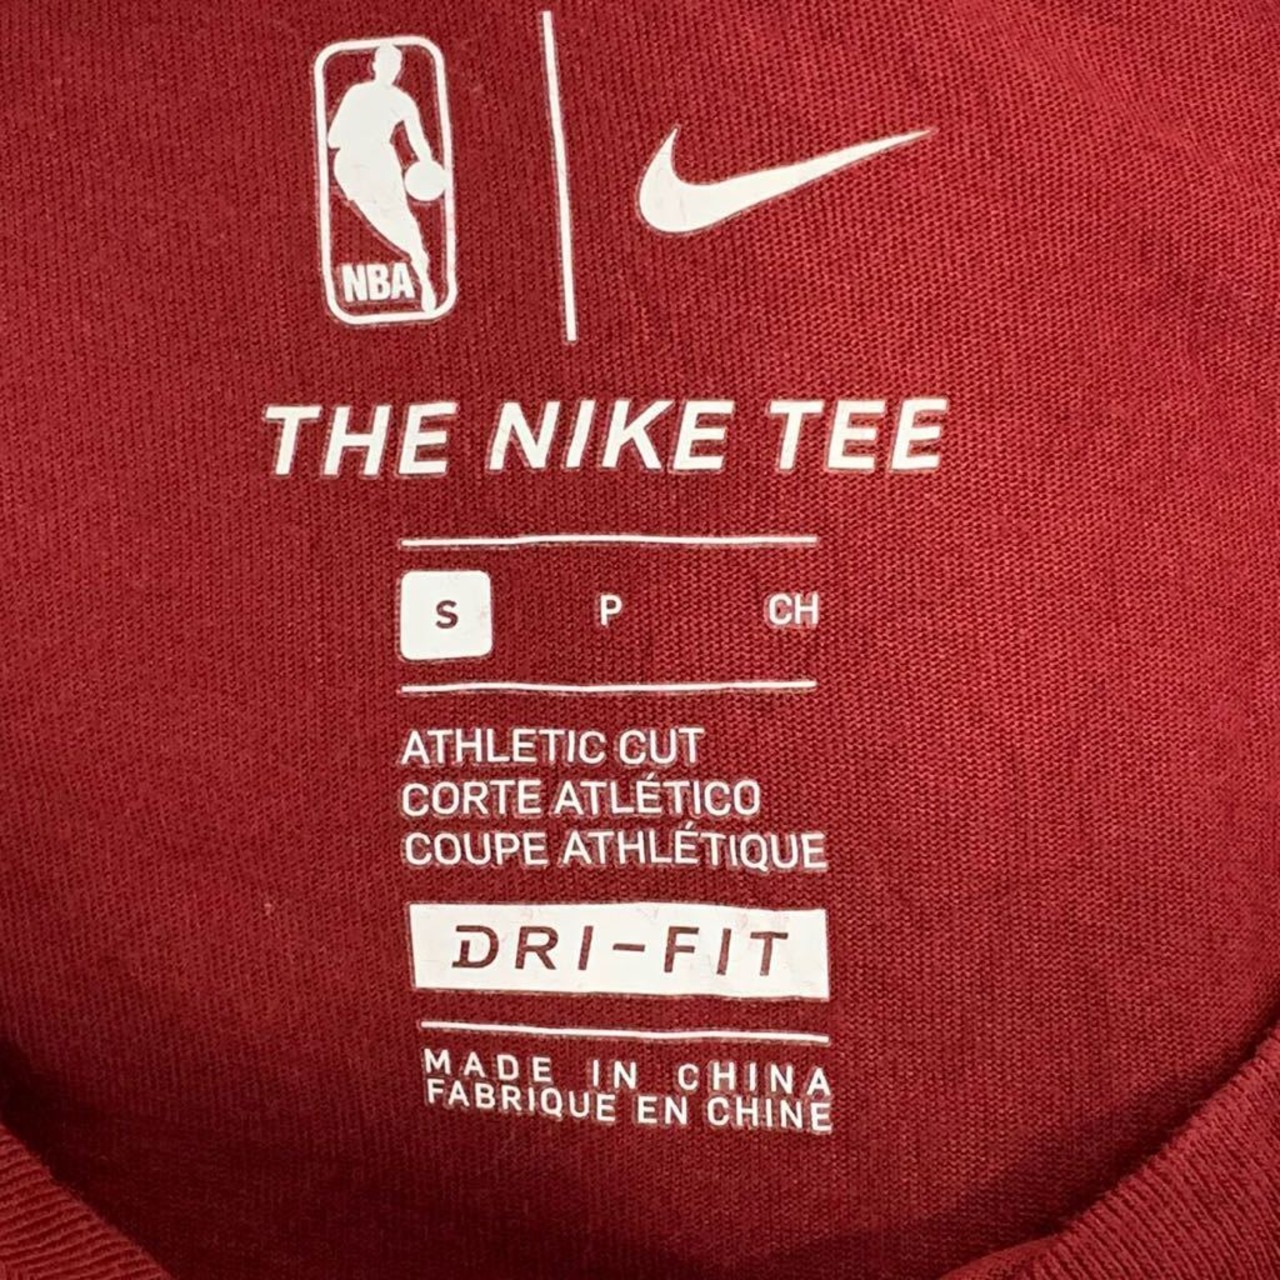 NBA
THE NIKE TEE
S P CH
ATHLETIC CUT
CORTE ATLÉTICO
COUPE ATHLÉTIQUE
DRI-FIT
MADE IN CHINA
FABRIQUE EN CHINE